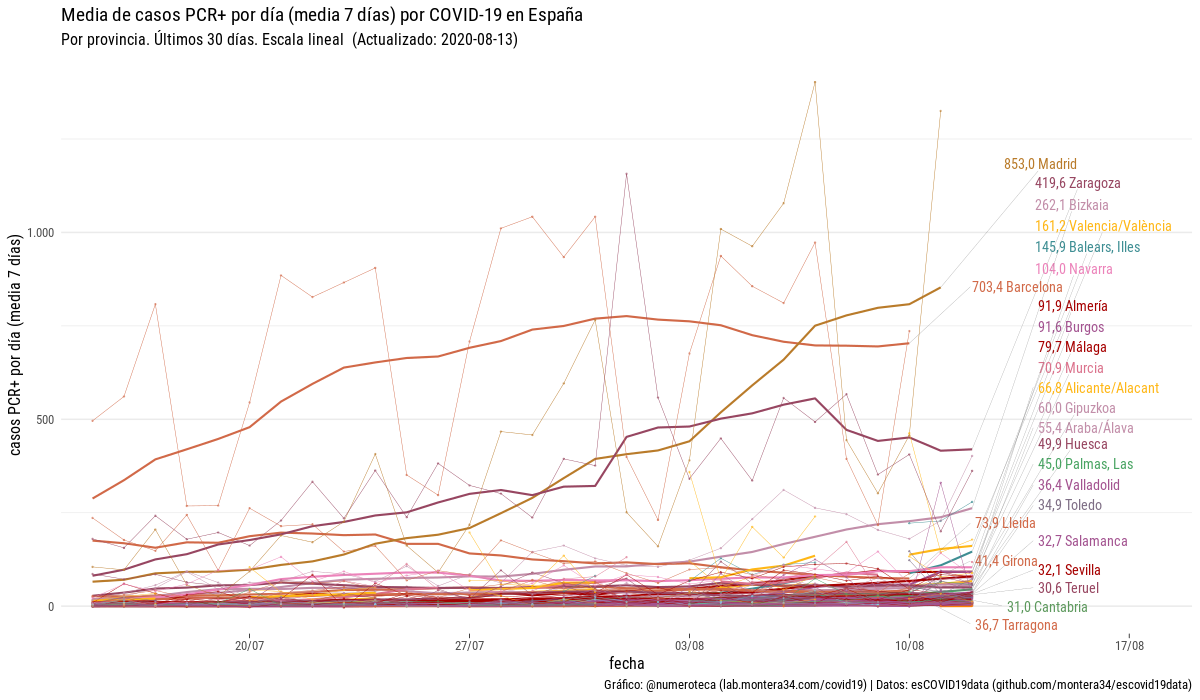 Media de casos PCR+ por día (media 7 días) por COVID-19 en España
Por provincia. Últimos 30 días. Escala lineal (Actualizado: 2020-08-13)
casos PCR+ por día (media 7 días)
1.000
500
0
853,0 Madrid
419,6 Zaragoza
262,1 Bizkaia
161,2 Valencia/València
145,9 Balears, Illes
104,0 Navarra
703,4 Barcelona
91,9 Almería
91,6 Burgos
79,7 Málaga
70,9 Murcia
66,8 Alicante/Alacant
60,0 Gipuzkoa
55,4 Araba/Álava
49,9 Huesca
45,0 Palmas, Las
36,4 Valladolid
34,9 Toledo
73,9 Lleida
32,7 Salamanca
41,4 Girona
32,1 Sevilla
30,6 Teruel
31,0 Cantabria
36,7 Tarragona
20/07
27/07
03/08
10/08
17/08
fecha
Gráfico: @numeroteca (lab.montera34.com/covid19) | Datos: esCOVID19data (github.com/montera34/escovid19data)